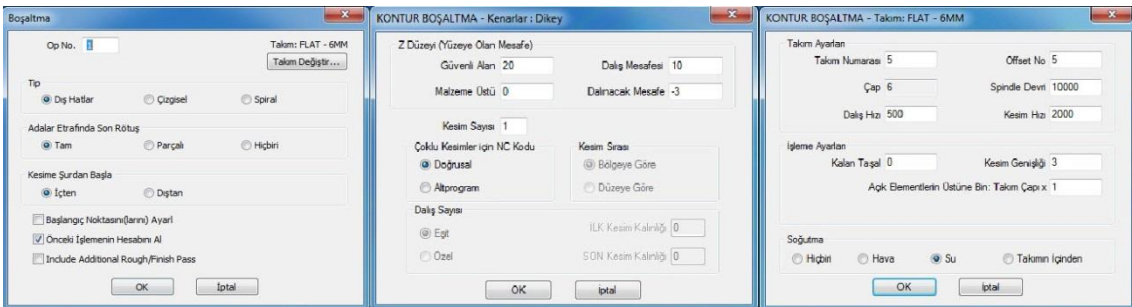 Boşaltma
Op No. 1
Takım: FLAT - 6MM
Takım Değiştir...
Tip
Dış Hatlar Çizgisel Spiral
Adalar Etrafında Son Rötuş
Tam Parçalı Hiçbiri
Kesime Şurdan Başla
İçten Dıştan
Başlangıç Noktasını(larını) Ayarl
Önceki İşlemenin Hesabını Al
Include Additional Rough/Finish Pass
OK İptal
KONTUR BOŞALTMA - Kenarlar : Dikey
Z Düzeyi (Yüzeye Olan Mesafe)
Güvenli Alan 20 Dalış Mesafesi 10
Malzeme Üstü 0 Dalınacak Mesafe -3
Kesim Sayısı 1
Çoklu Kesimler için NC Kodu Kesim Sırası
Doğrusal Bölgeye Göre
Altprogram Düzeye Göre
Dalış Sayısı
Eşit İLK Kesim Kalınlığı 0
Özel SON Kesim Kalınlığı 0
OK İptal
KONTUR BOŞALTMA - Takım: FLAT - 6MM
Takım Ayarları
Takım Numarası 5 Offset No 5
Çap 6 Spindle Devri 10000
Dalış Hızı 500 Kesim Hızı 2000
İşleme Ayarları
Kalan Taşal 0 Kesim Genişliği 3
Açık Elementlerin Üstüne Bin: Takım Çapı x 1
Soğutma
Hiçbiri Hava Su Takımın İçinden
OK İptal